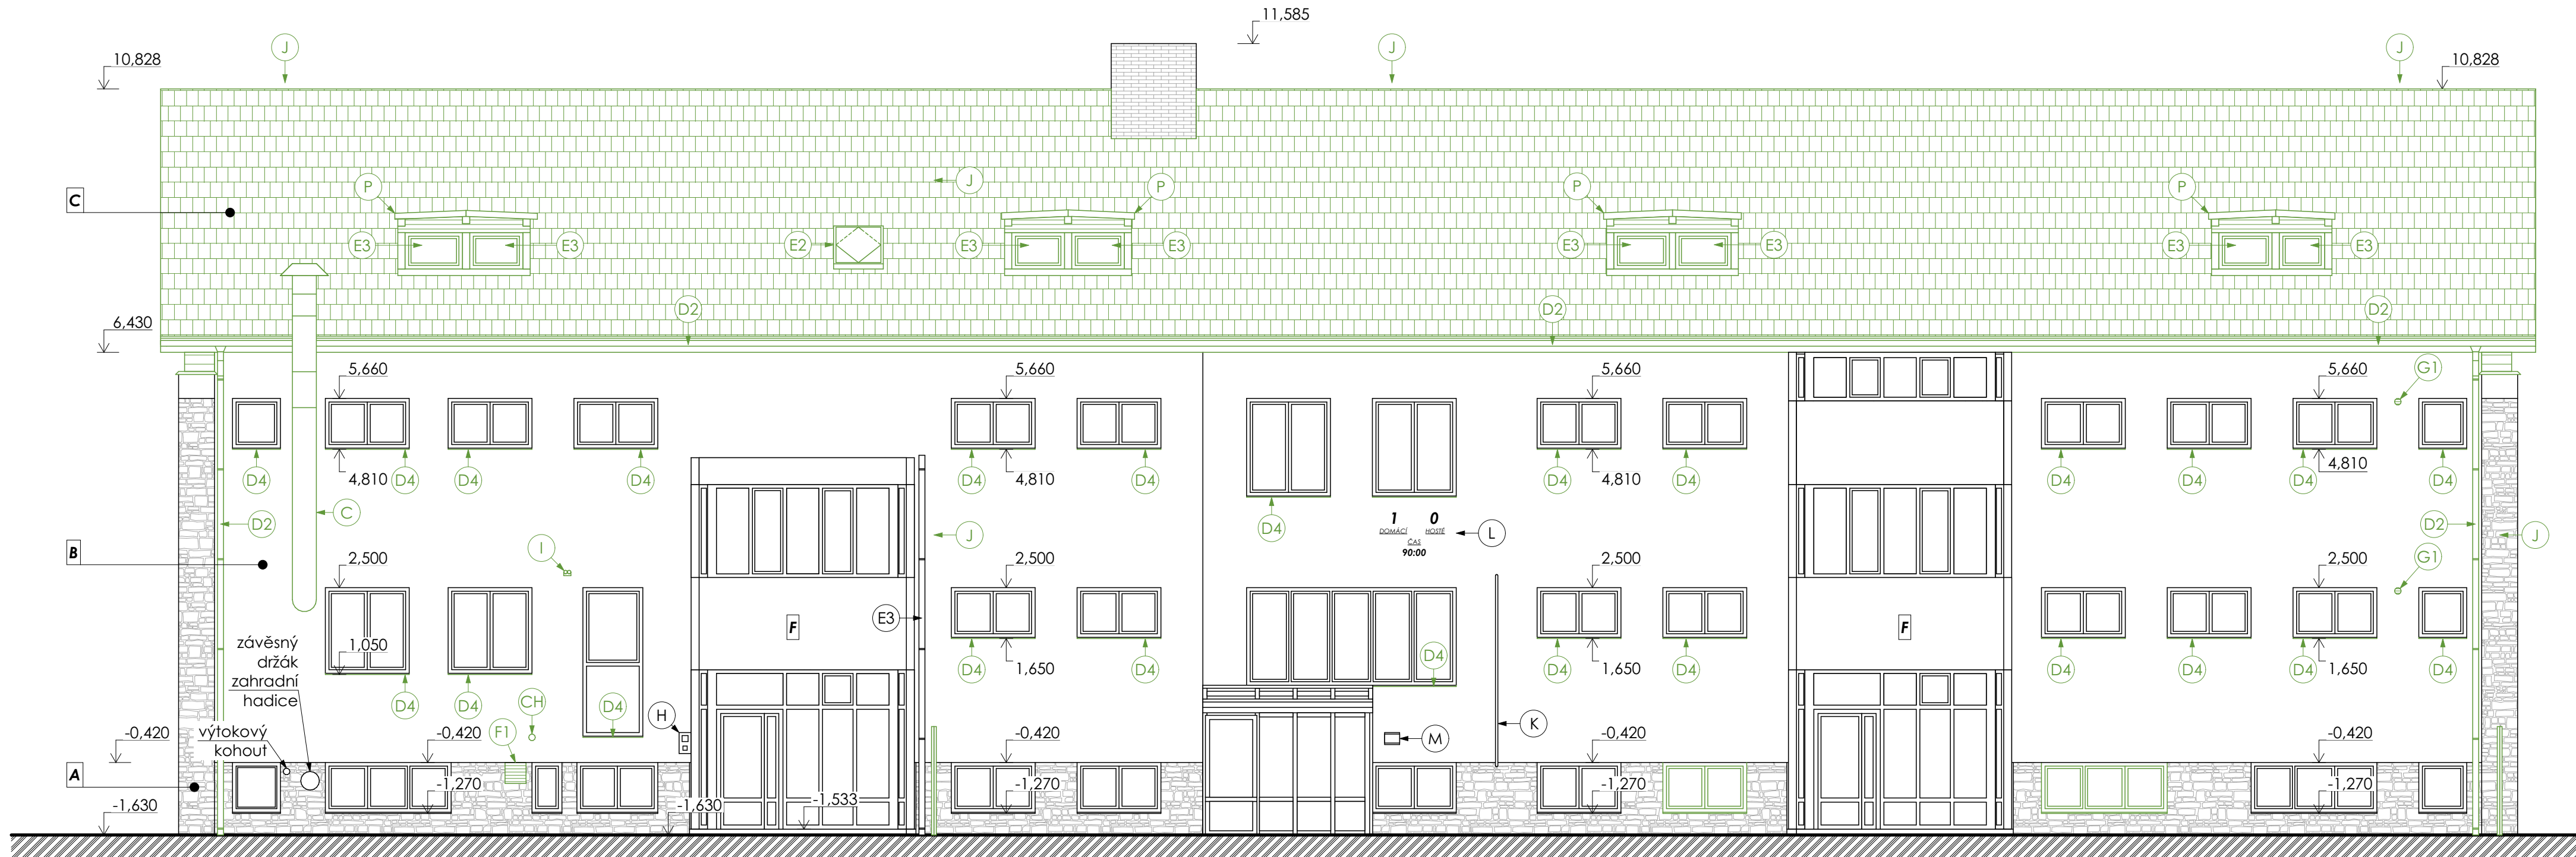 11,585
J J J
10,828 10,828
J
C
P P P P
E3 E3 E2 E3 E3 E3 E3 E3 E3
D2 D2 D2
6,430
5,660 5,660 5,660 5,660 G1
4,810 4,810 4,810 4,810
D4 D4 D4 D4 D4 D4 D4 D4 D4 D4 D4 D4
C
D2 D4 D2
1 0
DOMÁCÍ HOSTÉ
ČAS
90:00
L
J J
I
B
2,500 2,500 2,500 2,500 G1
E3
F F
závěsný
držák
zahradní
hadice
1,050
1,650 1,650 1,650
D4 D4 D4 D4 D4 D4 D4 D4 D4 D4 D4
CH D4
H
K
výtokový
kohout
F1
M
-0,420 -0,420 -0,420 -0,420 -0,420
A
-1,270 -1,270 -1,270 -1,270
-1,630 -1,630 -1,533